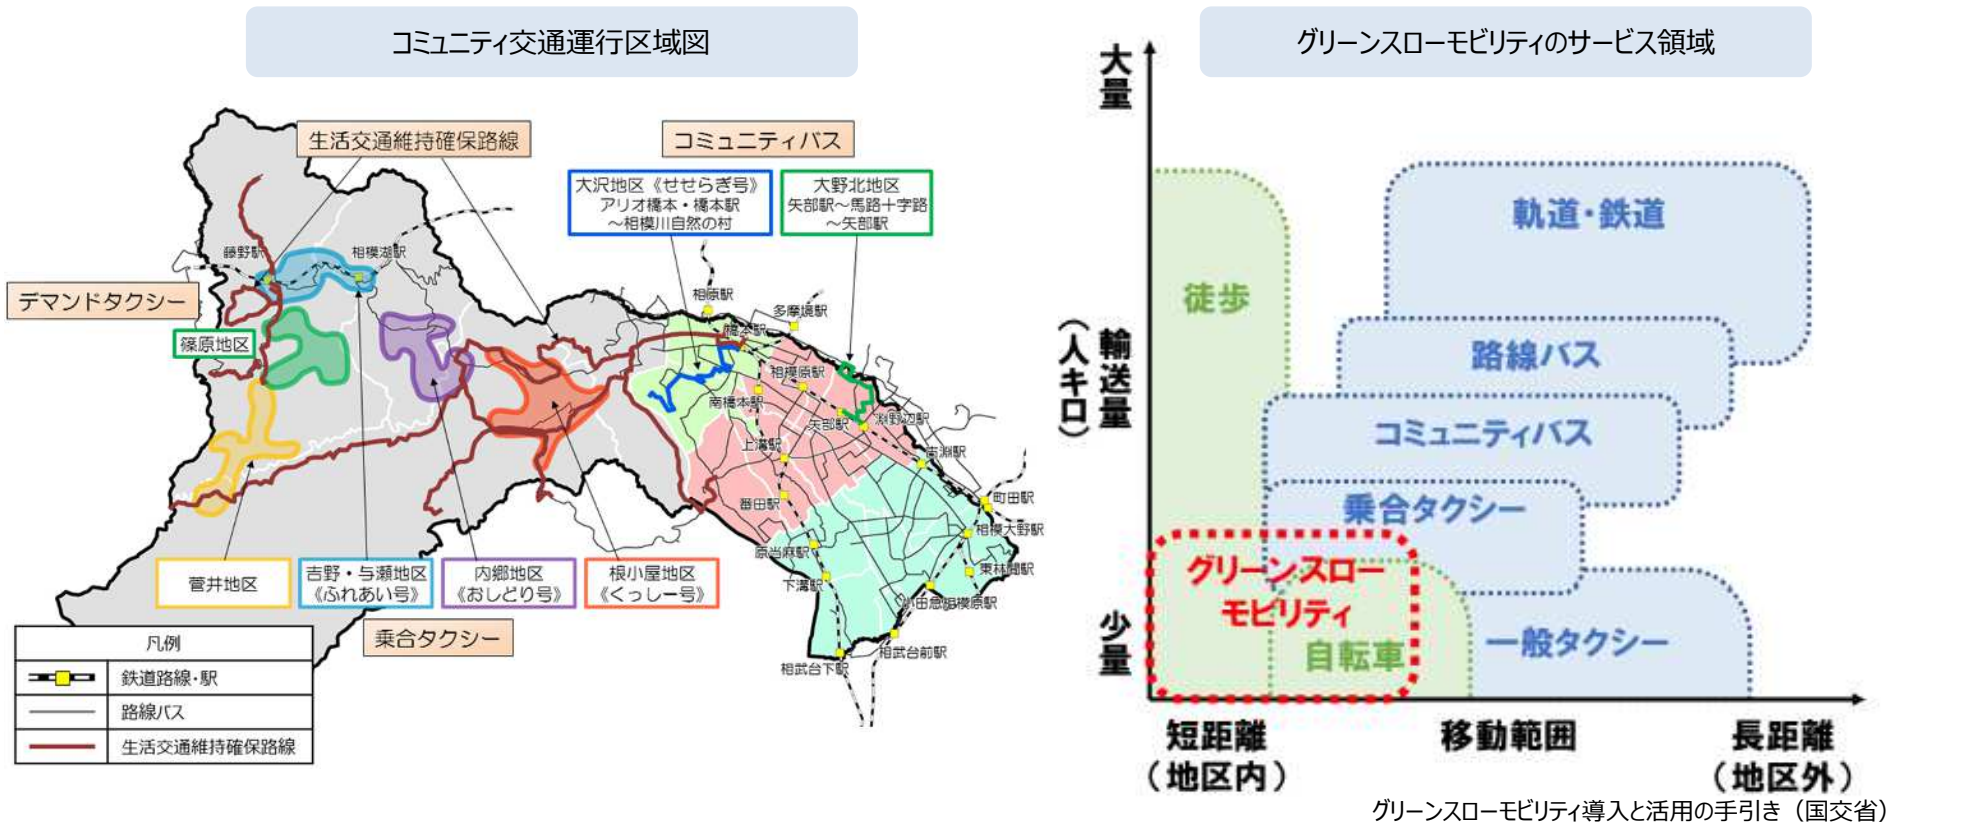 コミュニティ交通運行区域図
生活交通維持確保路線
コミュニティバス
大沢地区《せせらぎ号》
アリオ橋本・橋本駅
～相模川自然の村
大野北地区
矢部駅～馬路十字路
～矢部駅
藤野駅
相模湖駅
デマンドタクシー
篠原地区
相原駅
多摩境駅
橋本駅
相模原駅
南橋本駅
矢部駅
淵野辺駅
上溝駅
古淵駅
番田駅
町田駅
相模大野駅
原当麻駅
東林間駅
下溝駅
小田急相模原駅
相武台前駅
相武台下駅
菅井地区
吉野・与瀬地区
《ふれあい号》
内郷地区
《おしどり号》
根小屋地区
《くっしー号》
乗合タクシー
凡例
鉄道路線・駅
路線バス
生活交通維持確保路線
グリーンスローモビリティのサービス領域
大量
輸送量
（人キロ）
少量
徒歩
軌道・鉄道
路線バス
コミュニティバス
乗合タクシー
グリーンスロー
モビリティ
自転車
一般タクシー
短距離
（地区内）
移動範囲
長距離
（地区外）
グリーンスローモビリティ導入と活用の手引き（国交省）